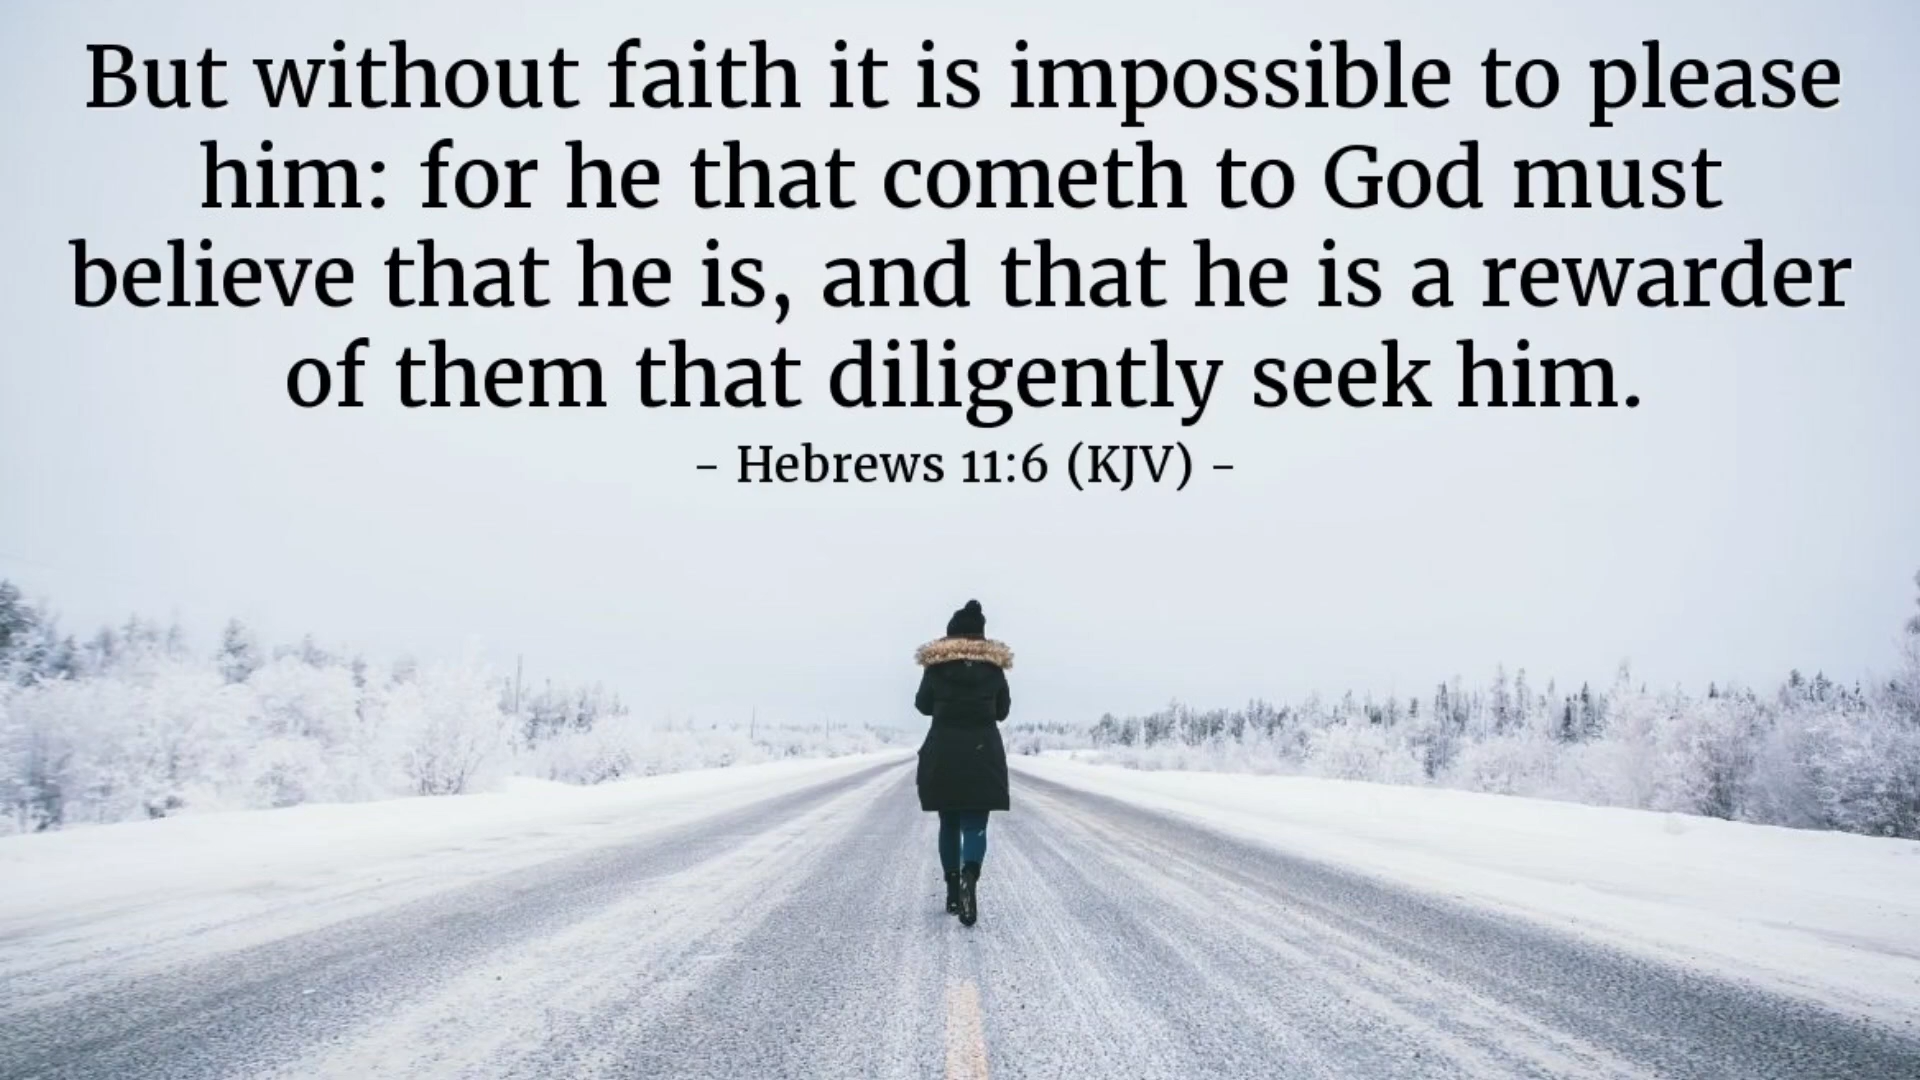 But without faith it is impossible to please
him: for he that cometh to God must
believe that he is, and that he is a rewarder
of them that diligently seek him.
– Hebrews 11:6 (KJV) –